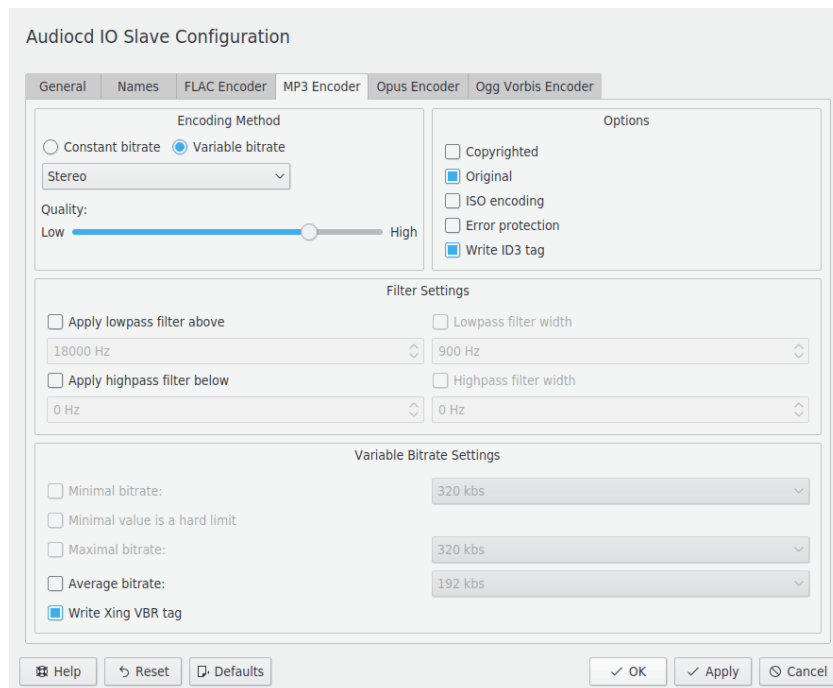 Audiocd IO Slave Configuration
General Names FLAC Encoder MP3 Encoder Opus Encoder Ogg Vorbis Encoder
Encoding Method
Constant bitrate Variable bitrate
Stereo
Quality:
Low High
Options
Copyrighted
Original
ISO encoding
Error protection
Write ID3 tag
Filter Settings
Apply lowpass filter above Lowpass filter width
18000 Hz 900 Hz
Apply highpass filter below Highpass filter width
0 Hz 0 Hz
Variable Bitrate Settings
Minimal bitrate: 320 kbs
Minimal value is a hard limit
Maximal bitrate: 320 kbs
Average bitrate: 192 kbs
Write Xing VBR tag
Help Reset Defaults OK Apply Cancel